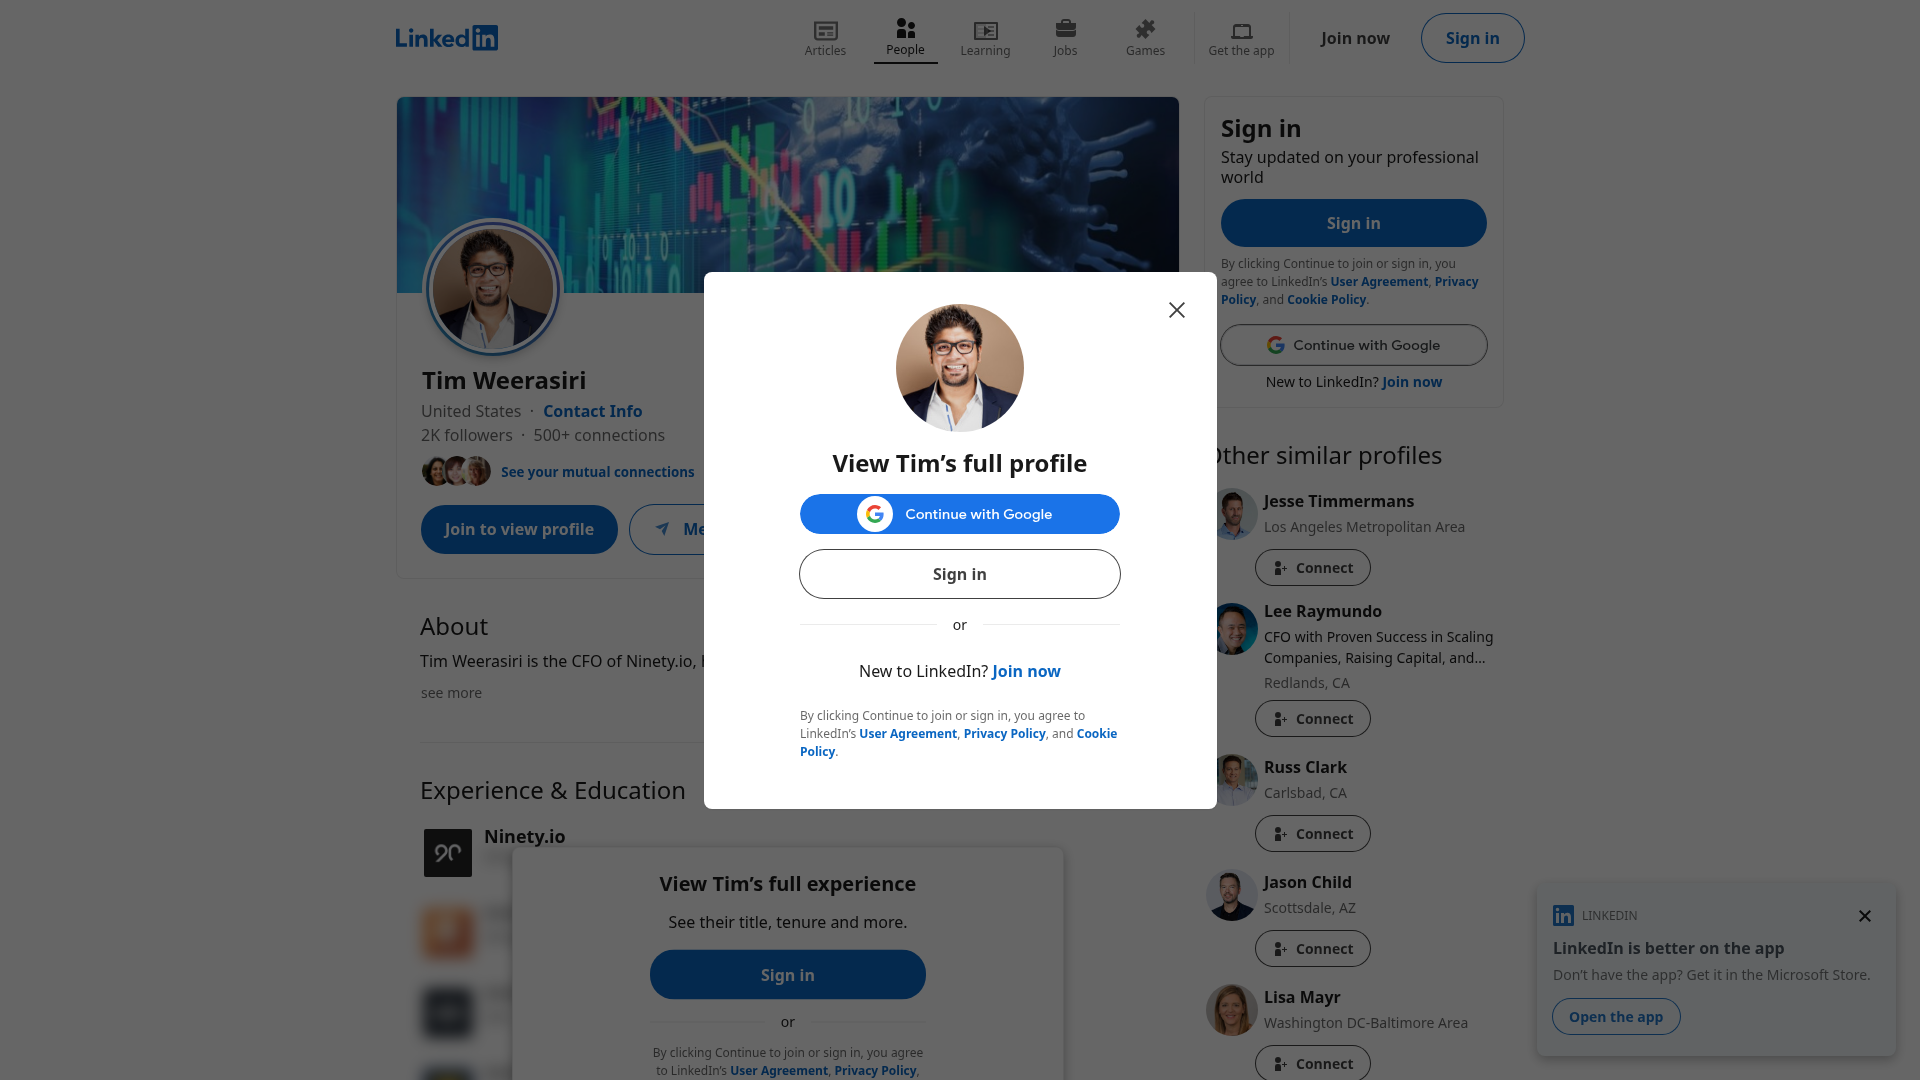 Linked in
Articles
People
Learning
Jobs
Games
Get the app
Join now
Sign in
Tim Weerasiri
United States · Contact Info
2K followers · 500+ connections
See your mutual connections
Join to view profile
Me
About
Tim Weerasiri is the CFO of Ninety.io,
see more
Experience & Education
Ninety.io
View Tim’s full profile
Continue with Google
Sign in
or
New to LinkedIn? Join now
By clicking Continue to join or sign in, you agree to
LinkedIn’s User Agreement, Privacy Policy, and Cookie
Policy.
View Tim’s full experience
See their title, tenure and more.
Sign in
or
By clicking Continue to join or sign in, you agree
to LinkedIn’s User Agreement, Privacy Policy,
Sign in
Stay updated on your professional
world
Sign in
By clicking Continue to join or sign in, you
agree to LinkedIn’s User Agreement, Privacy
Policy, and Cookie Policy.
Continue with Google
New to LinkedIn? Join now
Other similar profiles
Jesse Timmermans
Los Angeles Metropolitan Area
Connect
Lee Raymundo
CFO with Proven Success in Scaling
Companies, Raising Capital, and...
Redlands, CA
Connect
Russ Clark
Carlsbad, CA
Connect
Jason Child
Scottsdale, AZ
Connect
Lisa Mayr
Washington DC-Baltimore Area
Connect
in LINKEDIN
LinkedIn is better on the app
Don’t have the app? Get it in the Microsoft Store.
Open the app